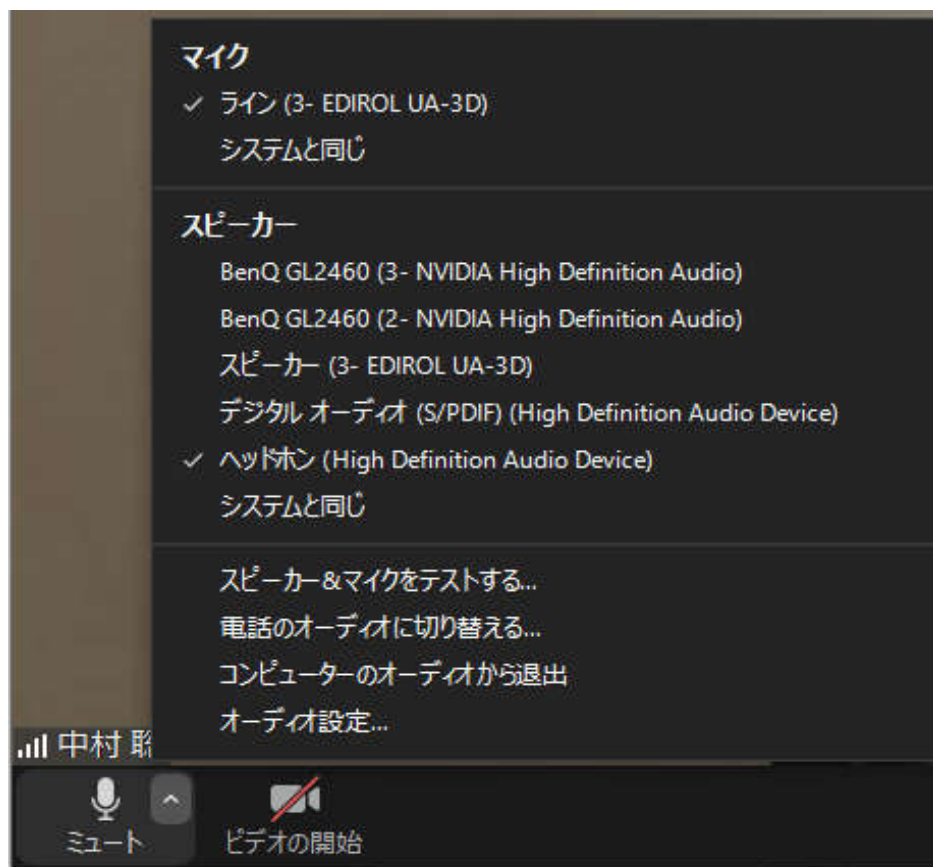 マイク
ライン (3- EDIROL UA-3D)
システムと同じ
スピーカー
BenQ GL2460 (3- NVIDIA High Definition Audio)
BenQ GL2460 (2- NVIDIA High Definition Audio)
スピーカー (3- EDIROL UA-3D)
デジタル オーディオ (S/PDIF) (High Definition Audio Device)
ヘッドホン (High Definition Audio Device)
システムと同じ
スピーカー&マイクをテストする...
電話のオーディオに切り替える...
コンピューターのオーディオから退出
オーディオ設定...
中村
ミュート
ビデオの開始